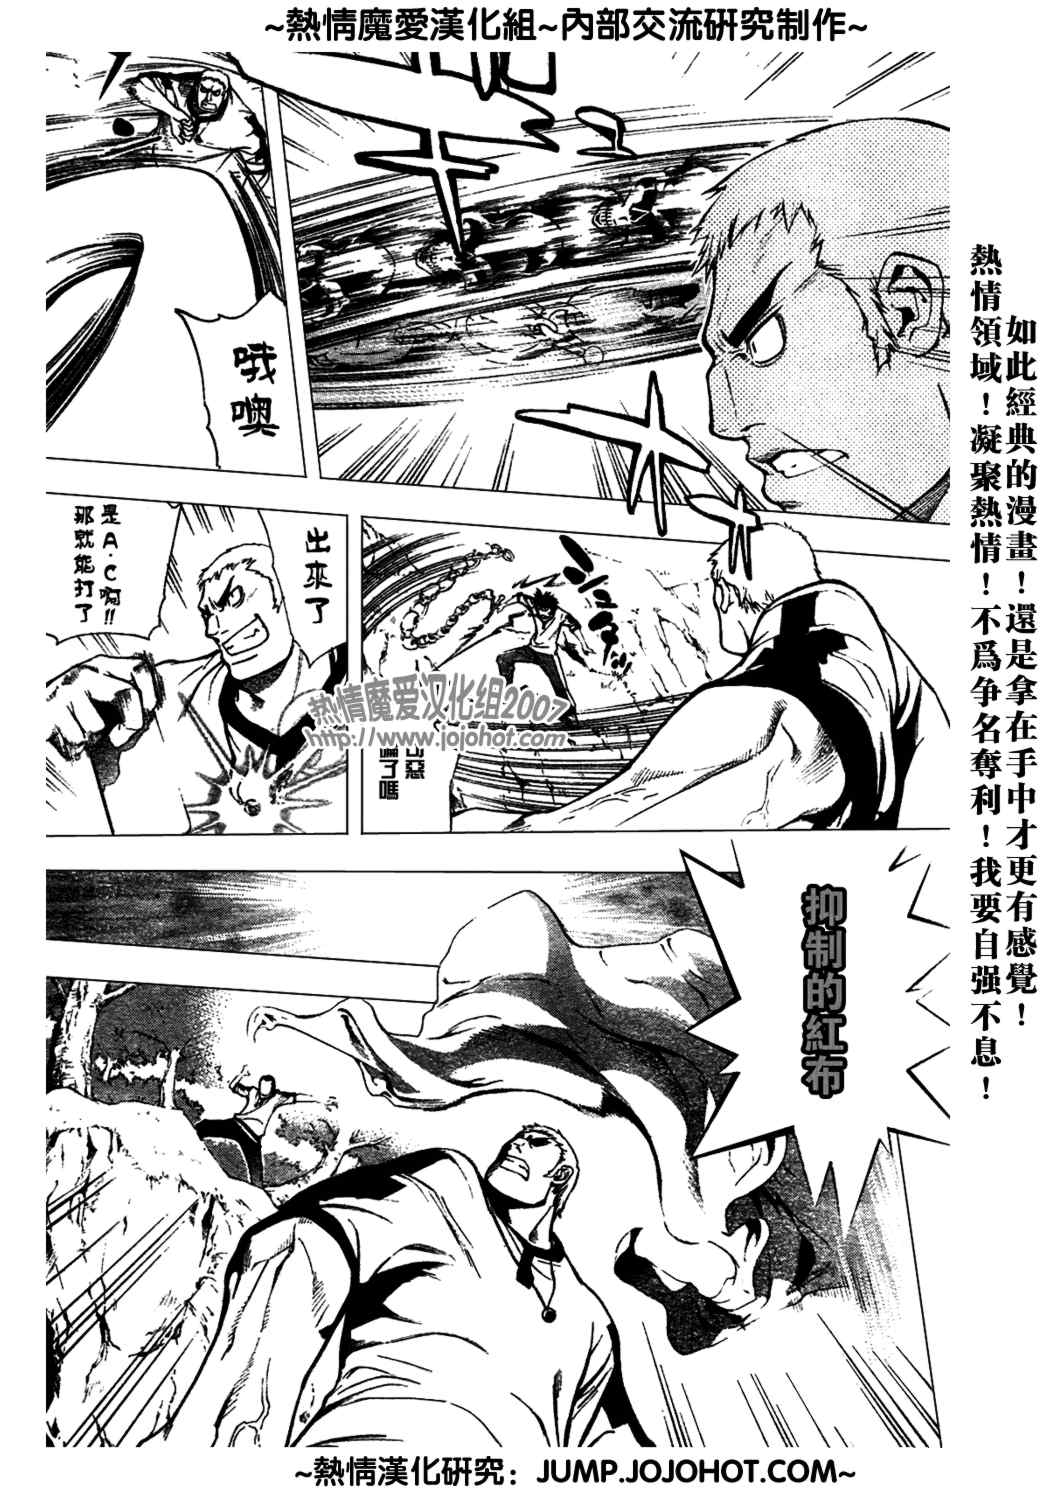 ~熱情魔愛漢化組~內部交流研究制作~
如此經典的漫畫！還是拿在手中才更有感覺！
熱情領域！凝聚熱情！不爲争名奪利！我要自强不息！
哦
噢
出來了
是A·C啊!!
那就能打了
惡
了嗎
热情魔爱汉化组2007
http://www.jojohot.com
抑制的紅布
~熱情漢化研究：JUMP.JOJOHOT.COM~